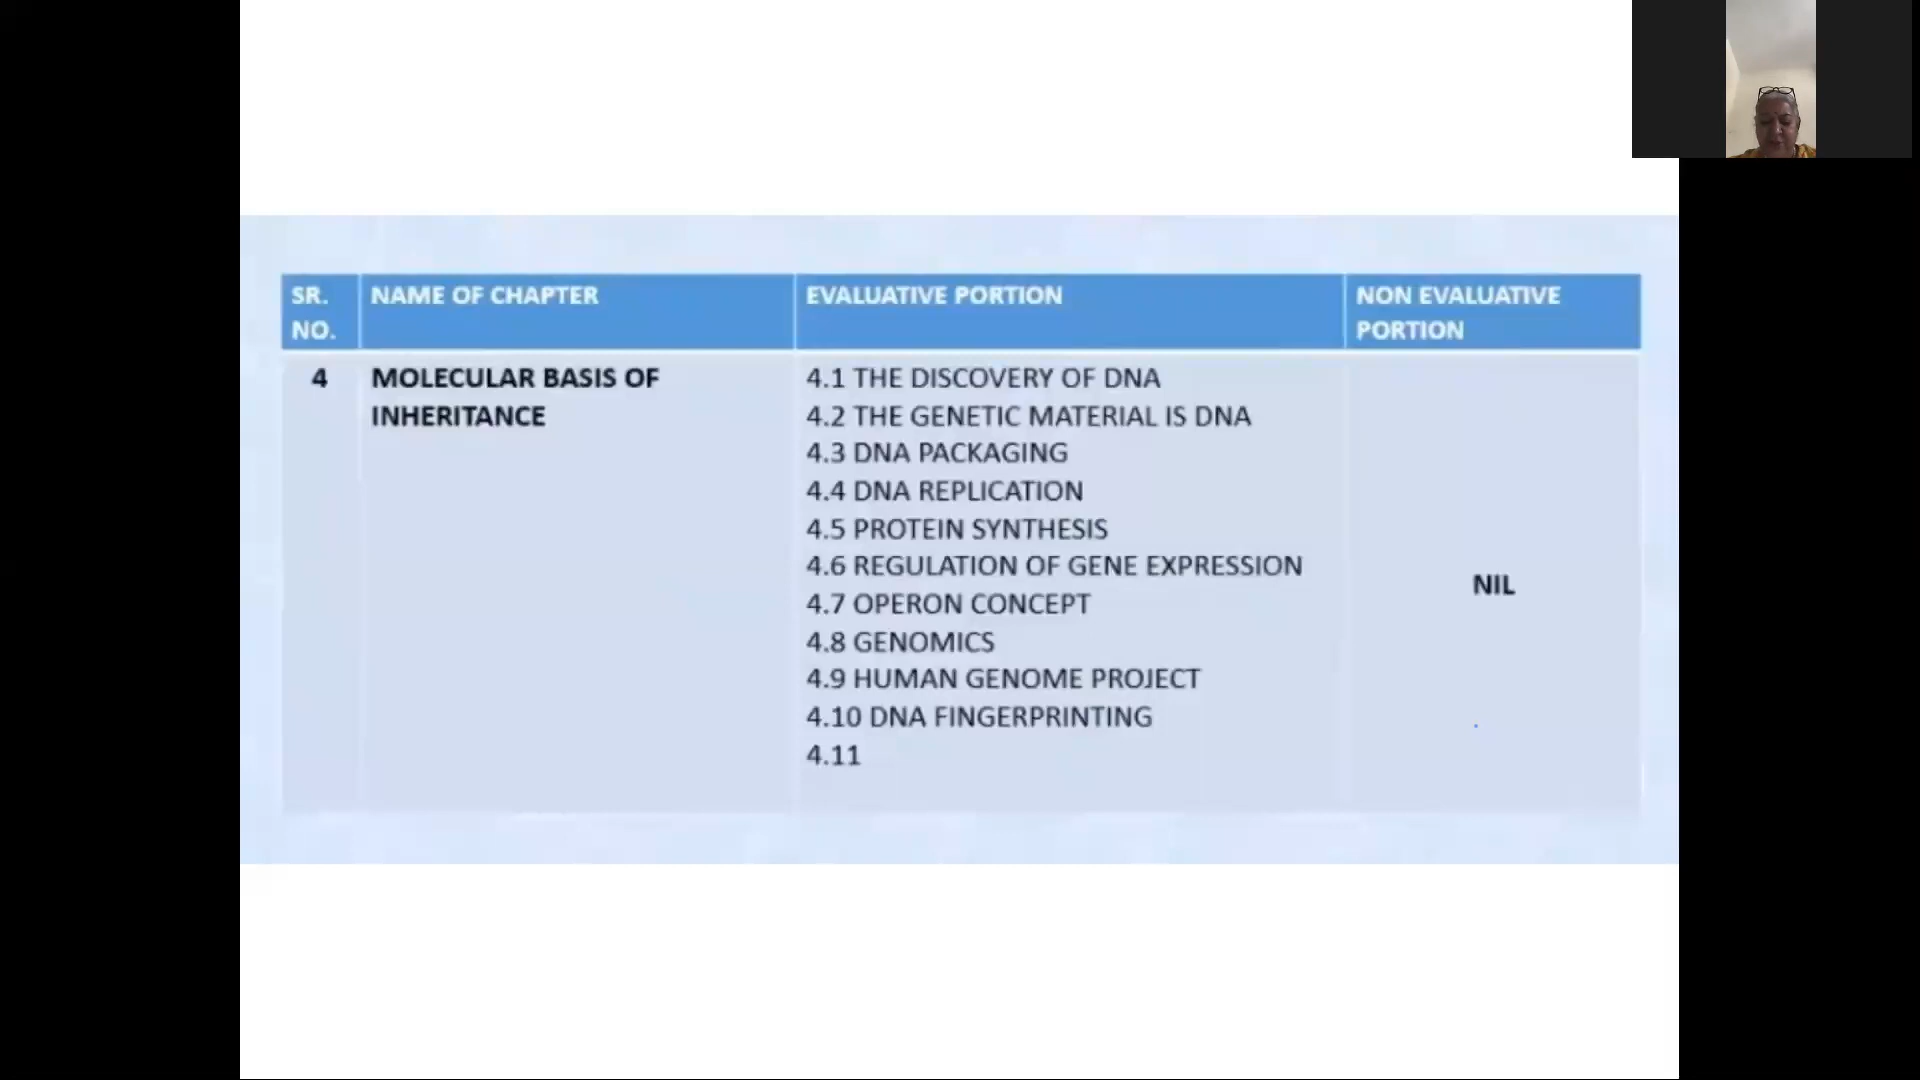 SR. NO.
NAME OF CHAPTER
EVALUATIVE PORTION
NON EVALUATIVE PORTION
4
MOLECULAR BASIS OF
INHERITANCE
4.1 THE DISCOVERY OF DNA
4.2 THE GENETIC MATERIAL IS DNA
4.3 DNA PACKAGING
4.4 DNA REPLICATION
4.5 PROTEIN SYNTHESIS
4.6 REGULATION OF GENE EXPRESSION
4.7 OPERON CONCEPT
4.8 GENOMICS
4.9 HUMAN GENOME PROJECT
4.10 DNA FINGERPRINTING
4.11
NIL